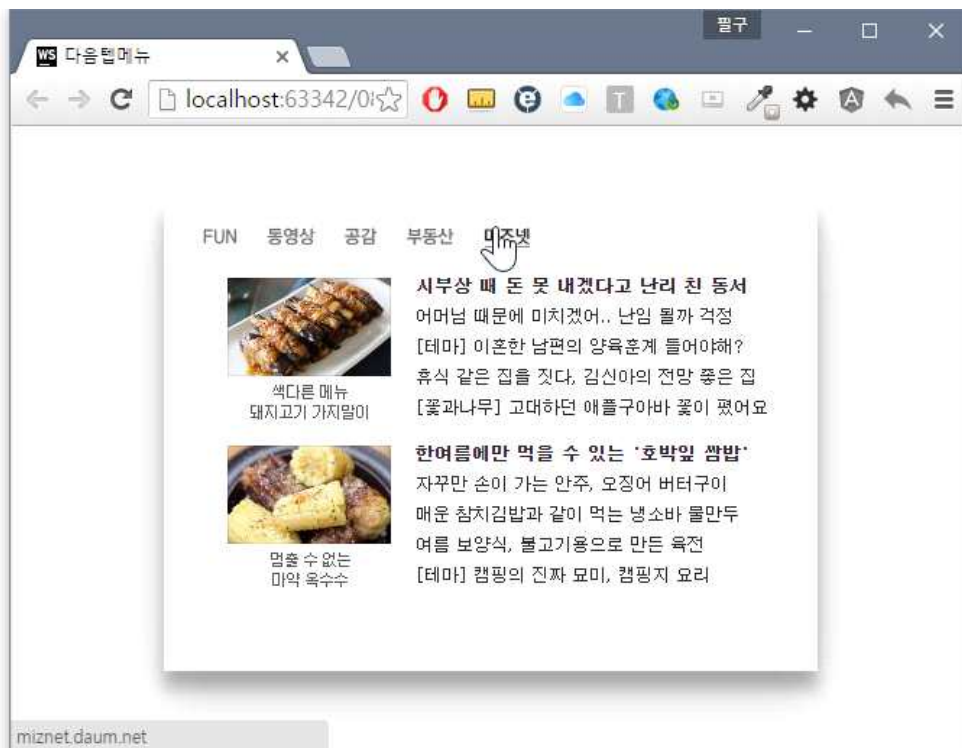 필구
WS 다음텝메뉴
localhost:63342/0
FUN 동영상 공감 부동산 미즈넷
시부상 때 돈 못 내겠다고 난리 친 동서
어머님 때문에 미치겠어.. 난임 될까 걱정
[테마] 이혼한 남편의 양육훈계 들어야해?
휴식 같은 집을 짓다, 김신아의 전망 좋은 집
[꽃과나무] 고대하던 애플구아바 꽃이 폈어요
색다른 메뉴
돼지고기 가지말이
한여름에만 먹을 수 있는 '호박잎 쌈밥'
자꾸만 손이 가는 안주, 오징어 버터구이
매운 참치김밥과 같이 먹는 냉소바 물만두
여름 보양식, 불고기용으로 만든 육전
[테마] 캠핑의 진짜 묘미, 캠핑지 요리
멈출 수 없는
마약 옥수수
miznet.daum.net